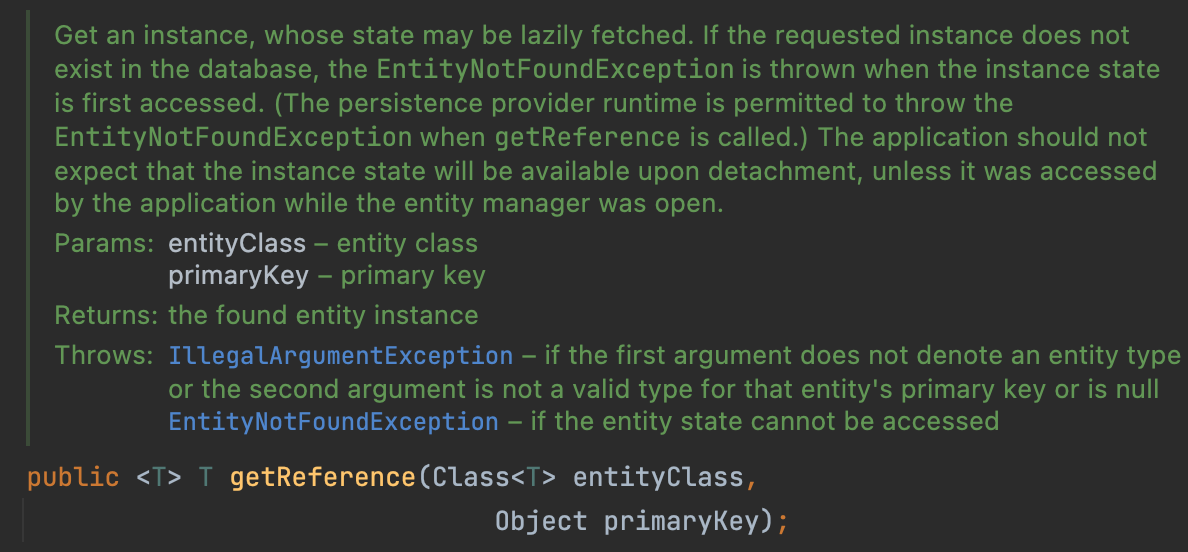 Get an instance, whose state may be lazily fetched. If the requested instance does not
exist in the database, the EntityNotFoundException is thrown when the instance state
is first accessed. (The persistence provider runtime is permitted to throw the
EntityNotFoundException when getReference is called.) The application should not
expect that the instance state will be available upon detachment, unless it was accessed
by the application while the entity manager was open.
Params: entityClass – entity class
primaryKey – primary key
Returns: the found entity instance
Throws: IllegalArgumentException – if the first argument does not denote an entity type
or the second argument is not a valid type for that entity's primary key or is null
EntityNotFoundException – if the entity state cannot be accessed
public <T> T getReference(Class<T> entityClass,
Object primaryKey);